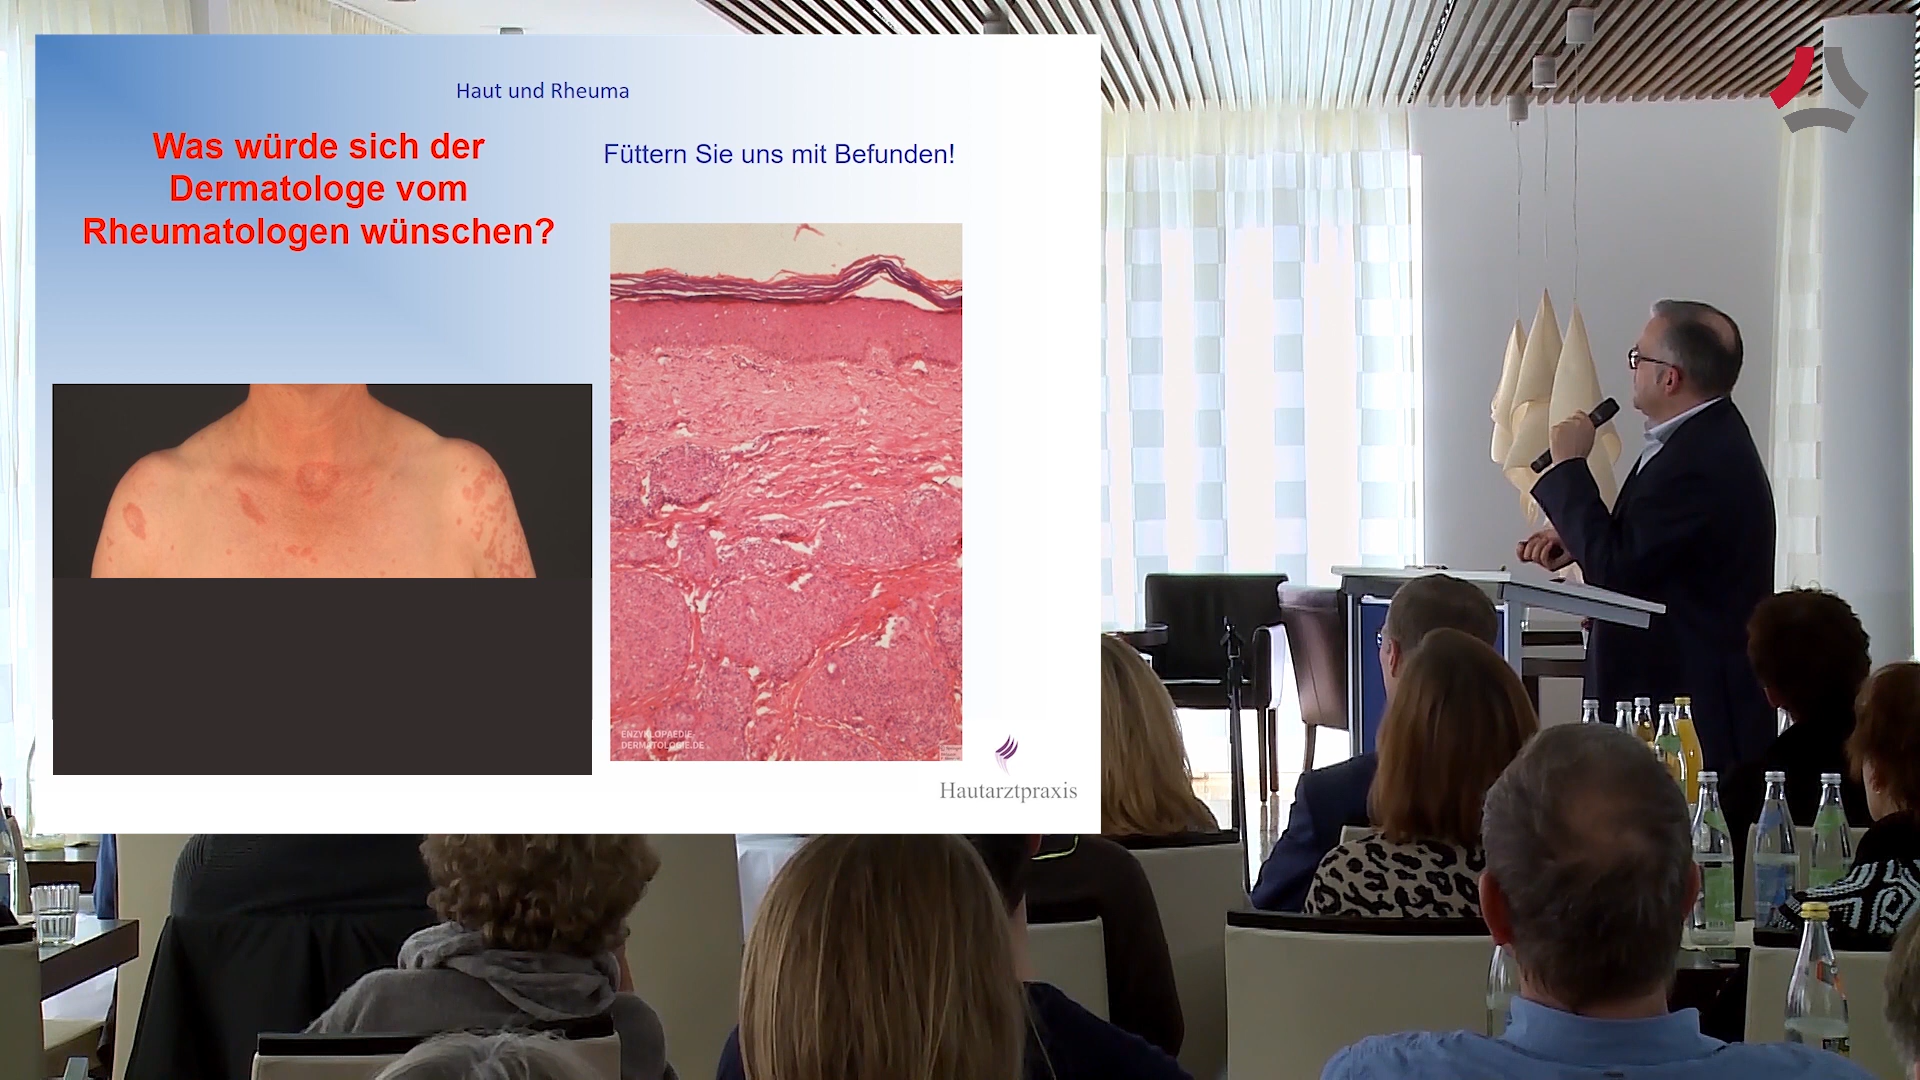 Haut und Rheuma
Was würde sich der
Dermatologe vom
Rheumatologen wünschen?
Füttern Sie uns mit Befunden!
ENZYKLOPAEDIE-
DERMATOLOGIE.DE
Hautarztpraxis